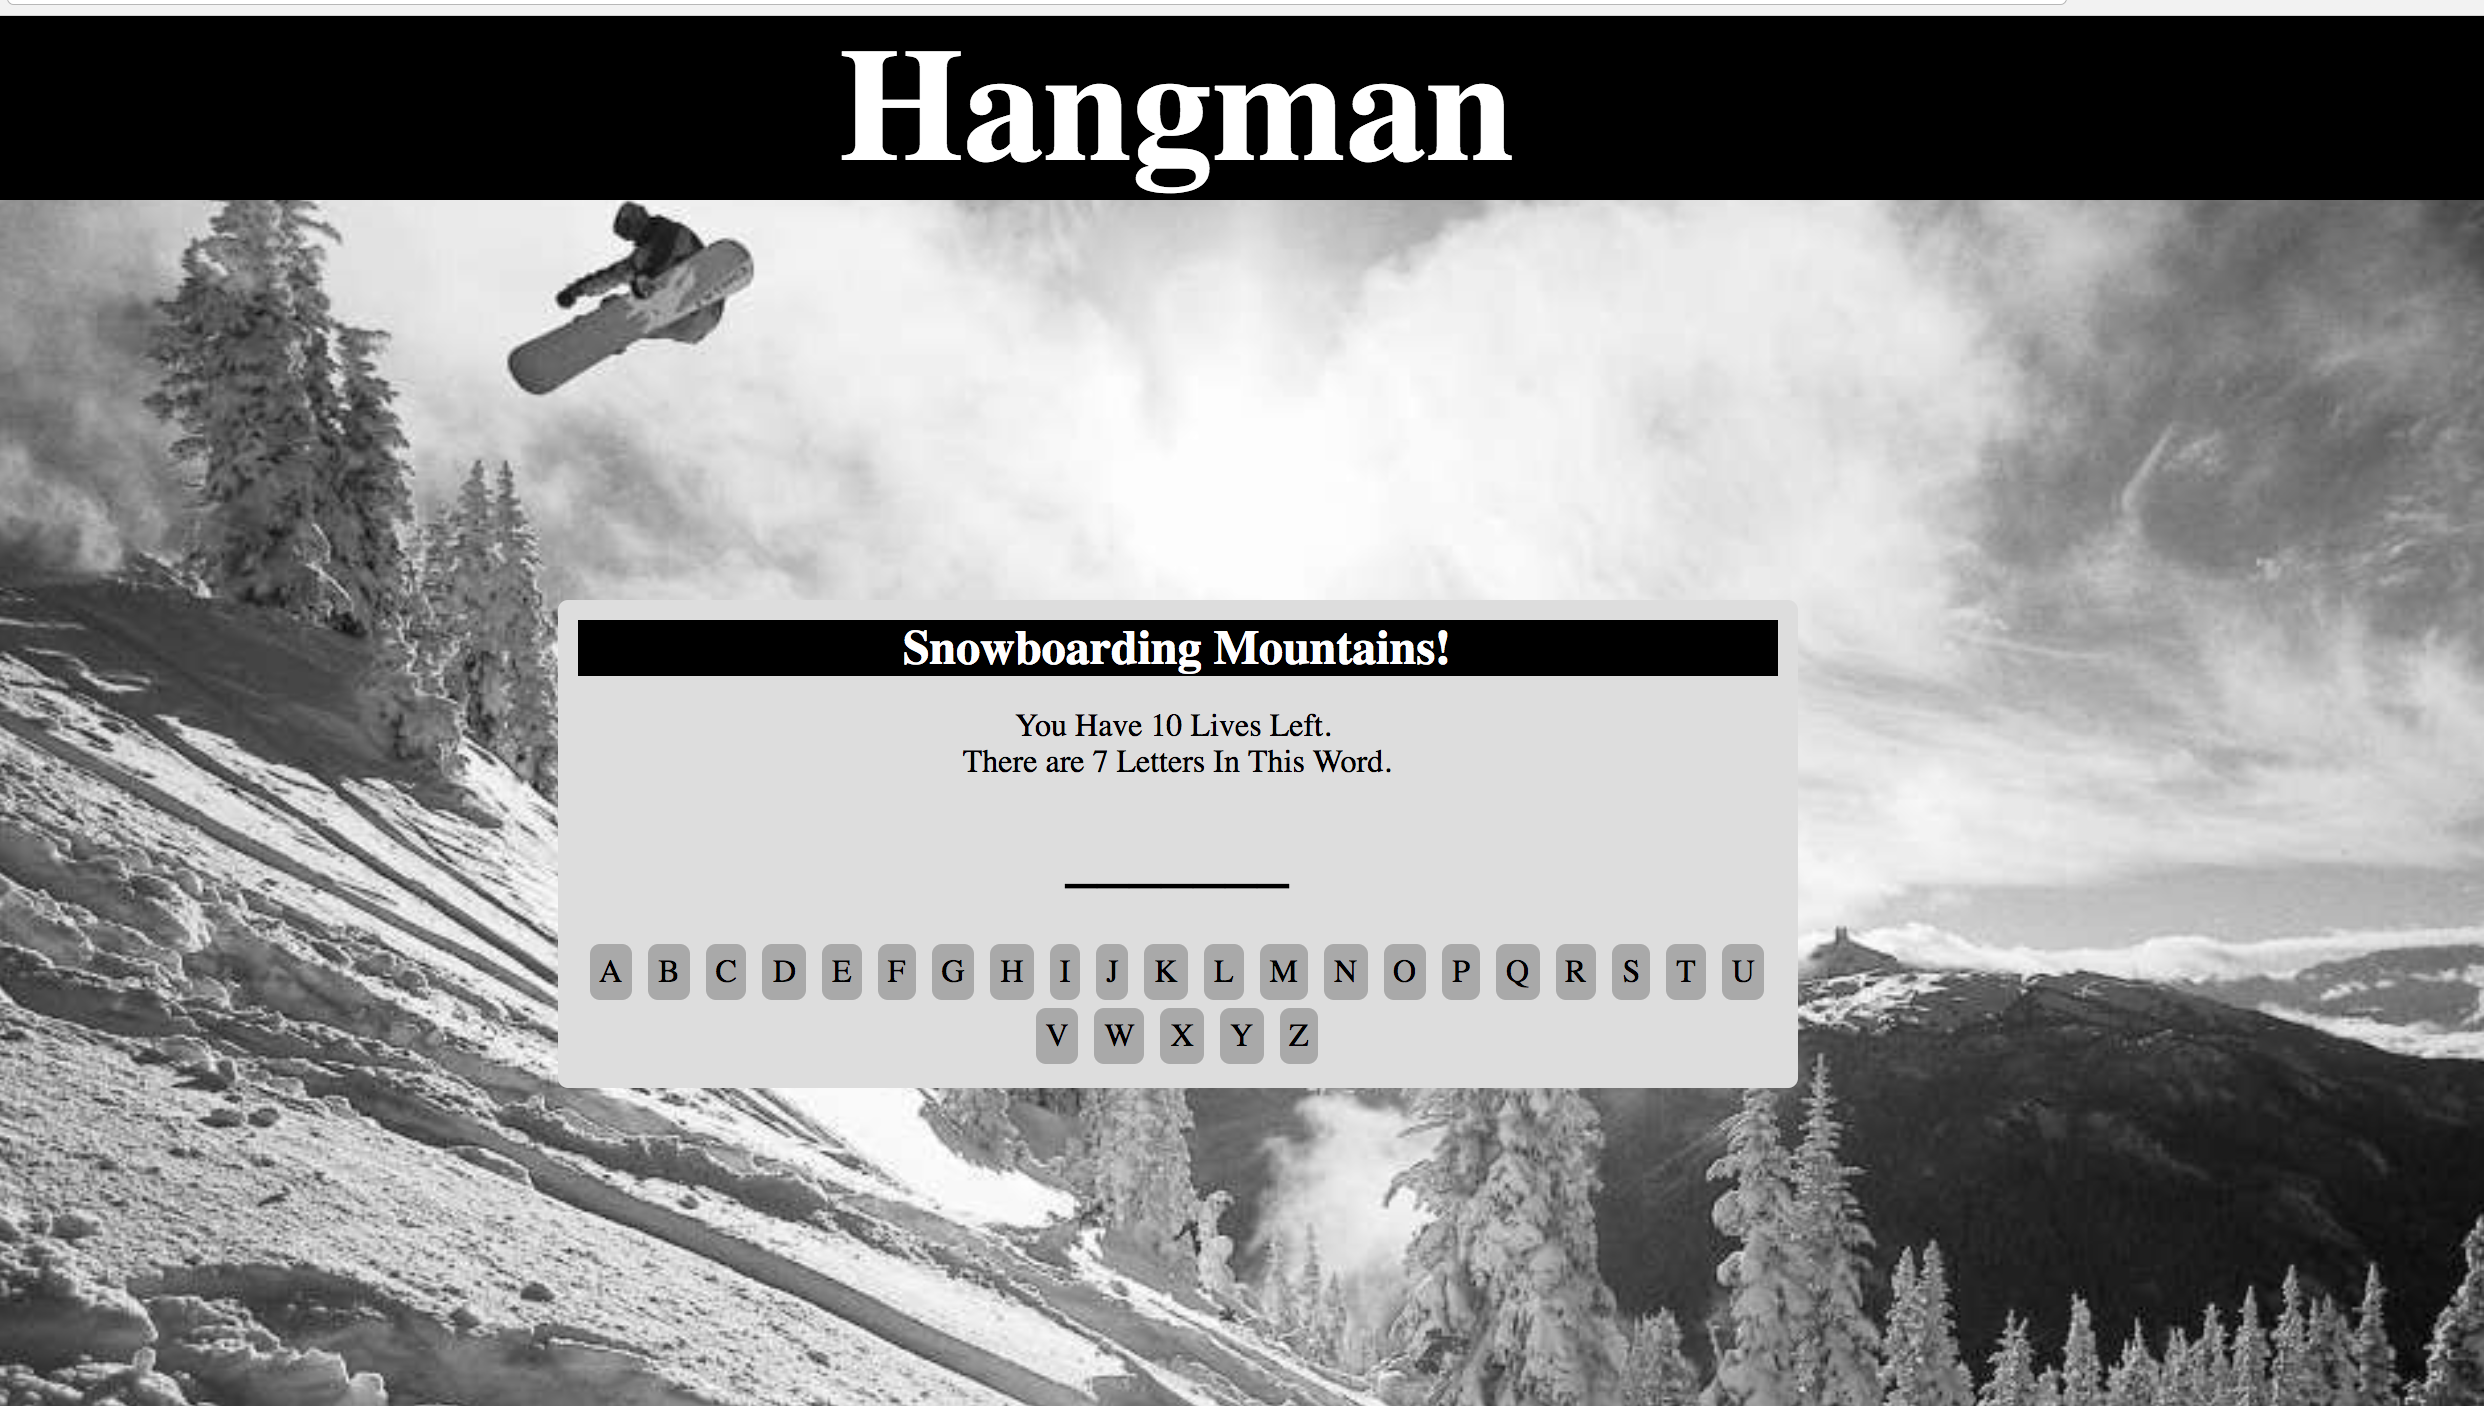 Hangman
Snowboarding Mountains!
You Have 10 Lives Left.
There are 7 Letters In This Word.
_______
A B C D E F G H I J K L M N O P Q R S T U
V W X Y Z